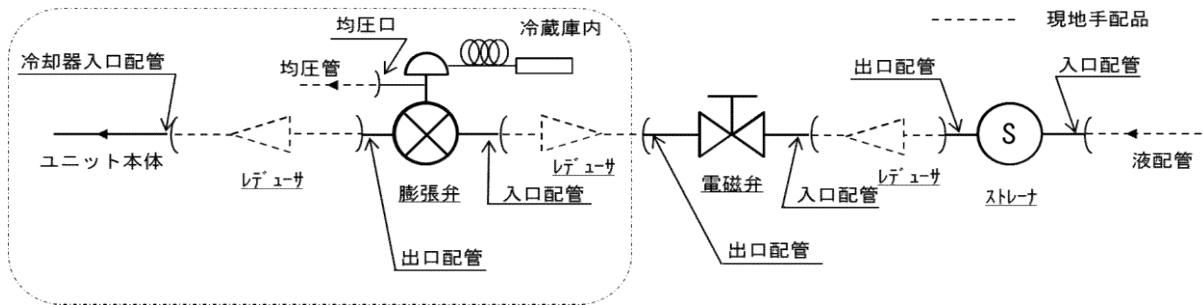 冷蔵庫内
現地手配品
均圧口
冷却器入口配管
均圧管
出口配管
入口配管
S
ユニット本体
液配管
レデューサ
膨張弁
入口配管
レデューサ
電磁弁
入口配管
レデューサ
ストレーナ
出口配管
出口配管